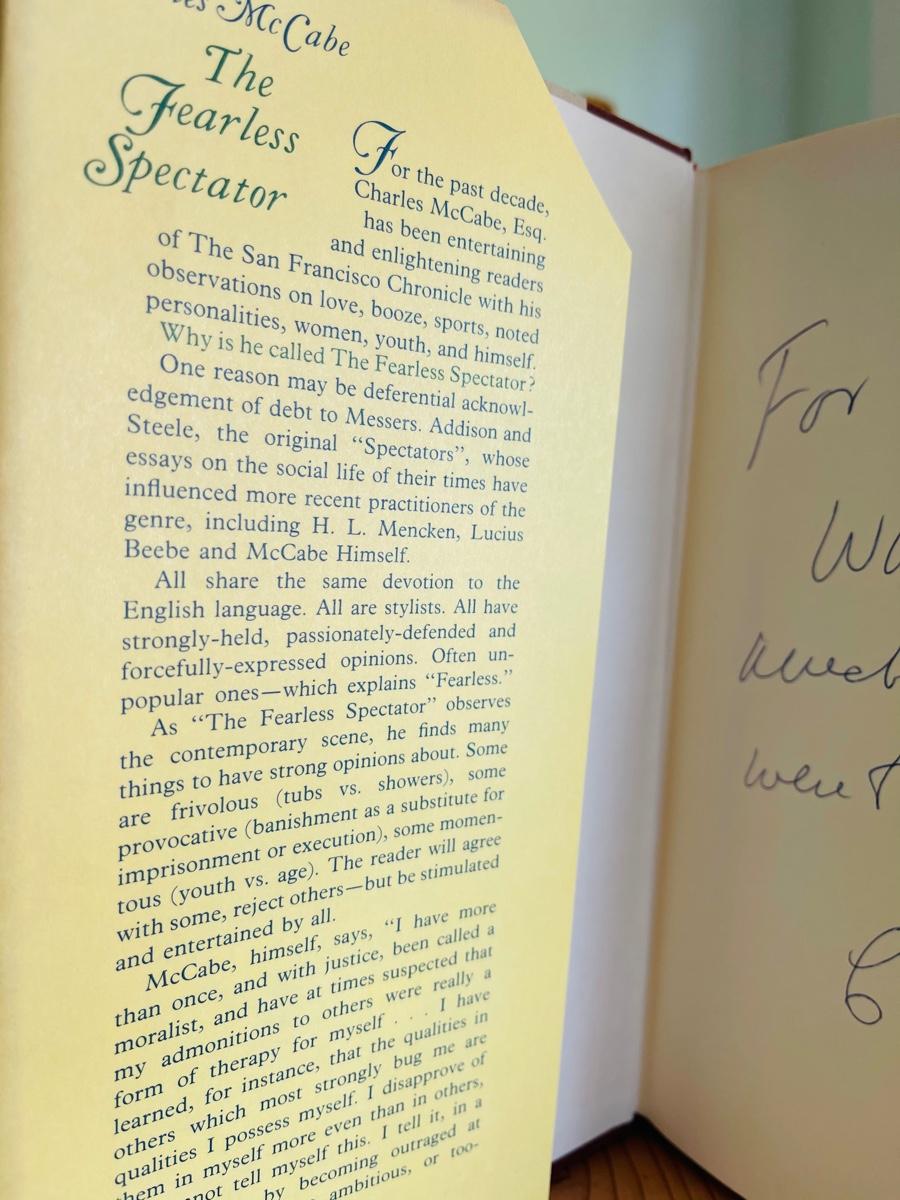 McCabe
The
Fearless
Spectator
For the past decade,
Charles McCabe, Esq.
has been entertaining
and enlightening readers
of The San Francisco Chronicle with his
observations on love, booze, sports, noted
personalities, women, youth, and himself.
Why is he called The Fearless Spectator?
One reason may be deferential acknowl-
edgement of debt to Messers. Addison and
Steele, the original “Spectators”, whose
essays on the social life of their times have
influenced more recent practitioners of the
genre, including H. L. Mencken, Lucius
Beebe and McCabe Himself.
All share the same devotion to the
English language. All are stylists. All have
strongly-held, passionately-defended and
forcefully-expressed opinions. Often un-
popular ones—which explains “Fearless.”
As “The Fearless Spectator” observes
the contemporary scene, he finds many
things to have strong opinions about. Some
are frivolous (tubs vs. showers), some
provocative (banishment as a substitute for
imprisonment or execution), some momen-
tous (youth vs. age). The reader will agree
with some, reject others—but be stimulated
and entertained by all.
McCabe, himself, says, “I have more
than once, and with justice, been called a
moralist, and have at times suspected that
my admonitions to others were really a
form of therapy for myself . . . I have
learned, for instance, that the qualities in
others which most strongly bug me are
qualities I possess myself. I disapprove of
them in myself more even than in others,
not tell myself this. I tell it, in a
by becoming outraged at
ambitious, or too-
For